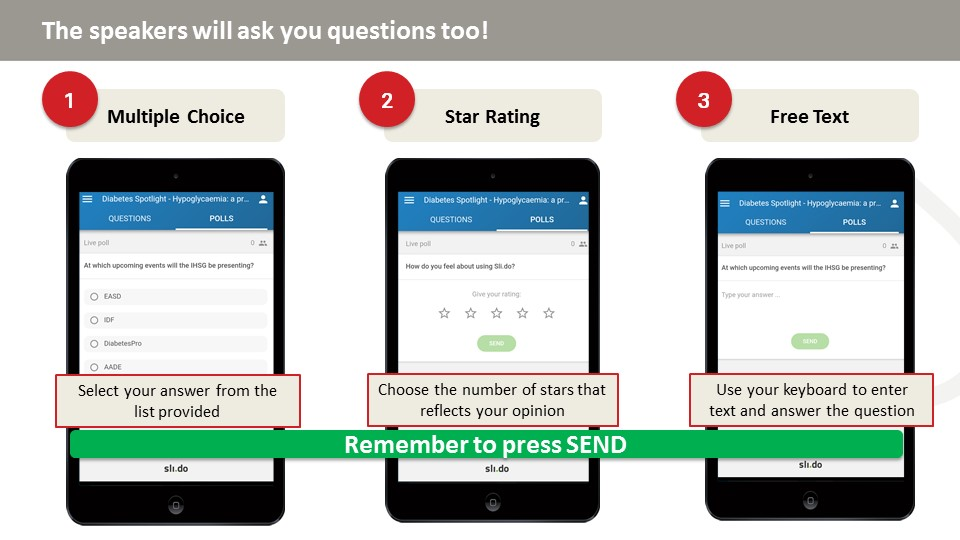 The speakers will ask you questions too!
1
Multiple Choice
Diabetes Spotlight - Hypoglycaemia: a pr...
QUESTIONS POLLS
Live poll 0
At which upcoming events will the IHSG be presenting?
EASD
IDF
DiabetesPro
AADE
Select your answer from the
list provided
sli.do
2
Star Rating
Diabetes Spotlight - Hypoglycaemia: a pr...
QUESTIONS POLLS
Live poll 0
How do you feel about using Sli.do?
Give your rating:
SEND
Choose the number of stars that
reflects your opinion
sli.do
3
Free Text
Diabetes Spotlight - Hypoglycaemia: a pr...
QUESTIONS POLLS
Live poll 0
At which upcoming events will the IHSG be presenting?
Type your answer ...
SEND
Use your keyboard to enter
text and answer the question
sli.do
Remember to press SEND